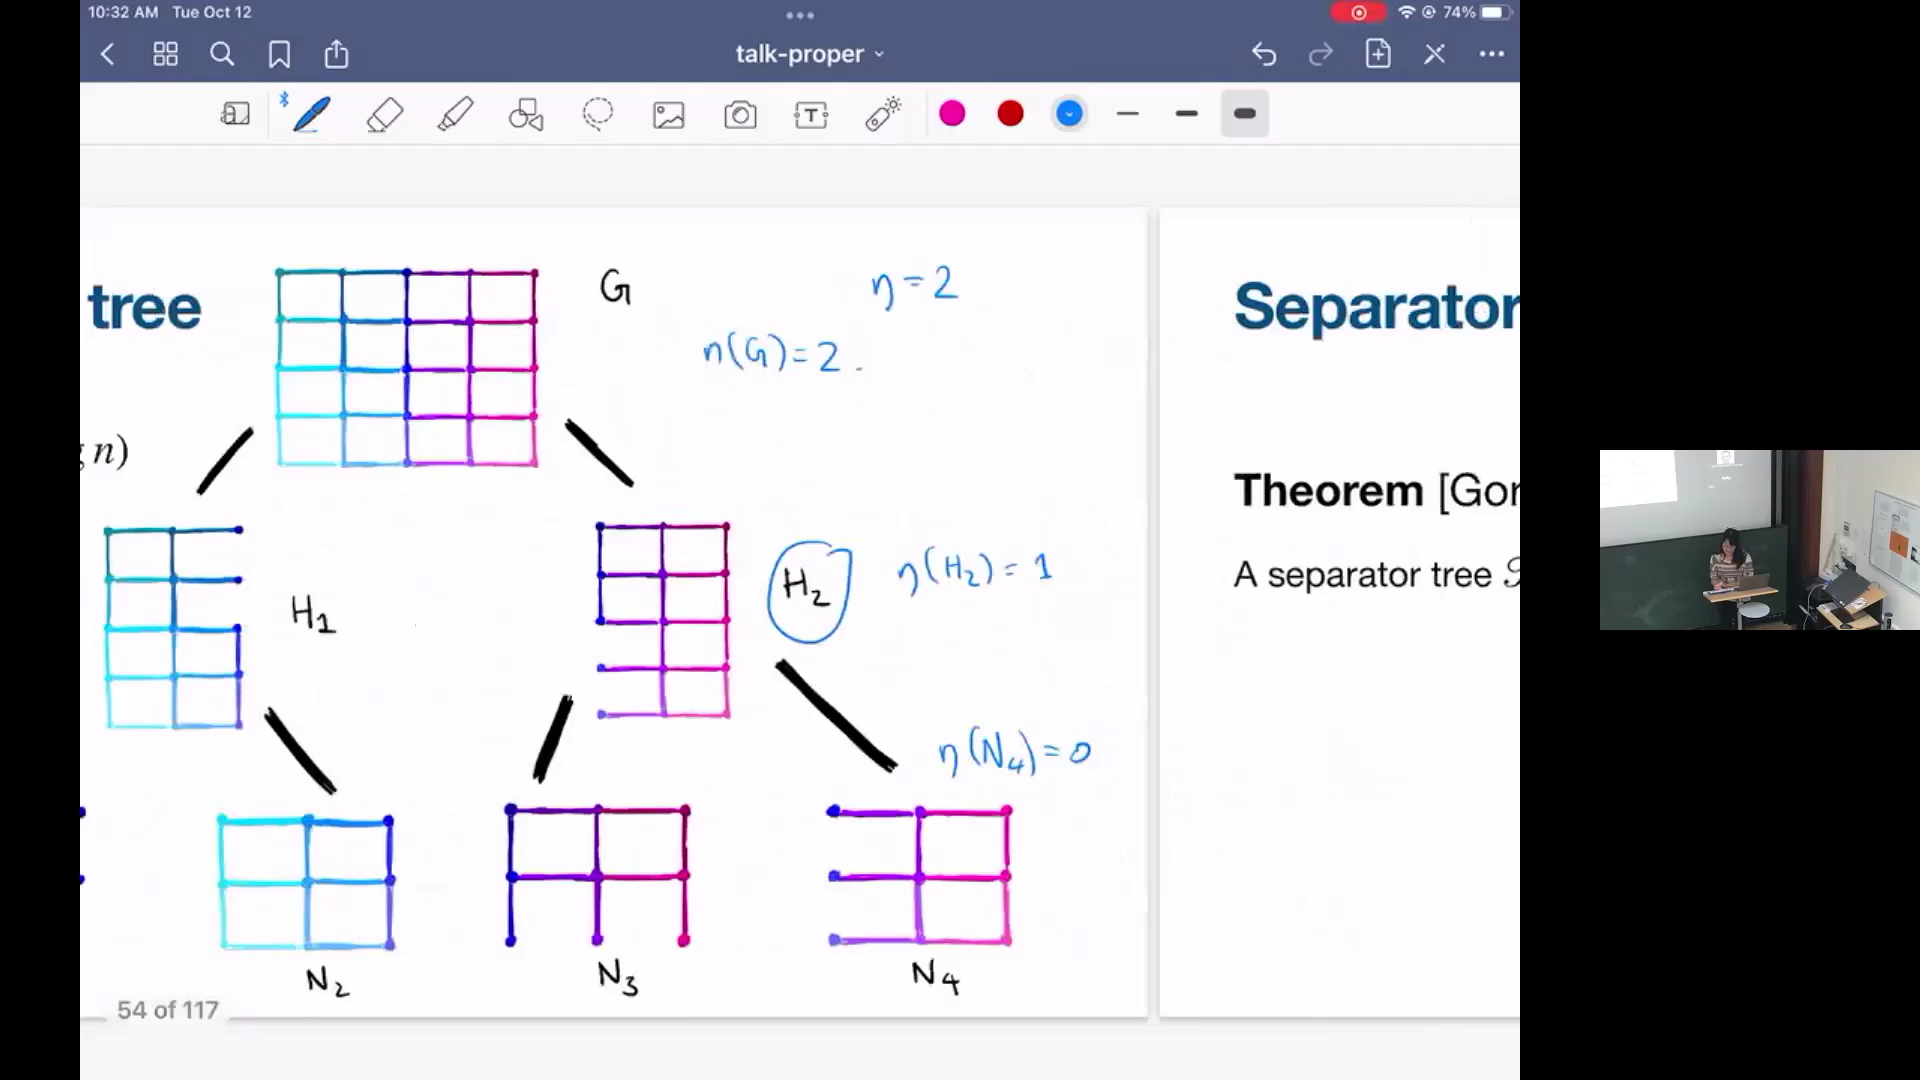 10:32 AM Tue Oct 12
74%
talk-proper
T
tree
G
η = 2
n(G) = 2 .
n)
H1
H2
η(H2) = 1
η(N4) = 0
N2
N3
N4
54 of 117
Separator
Theorem [Gor
A separator tree